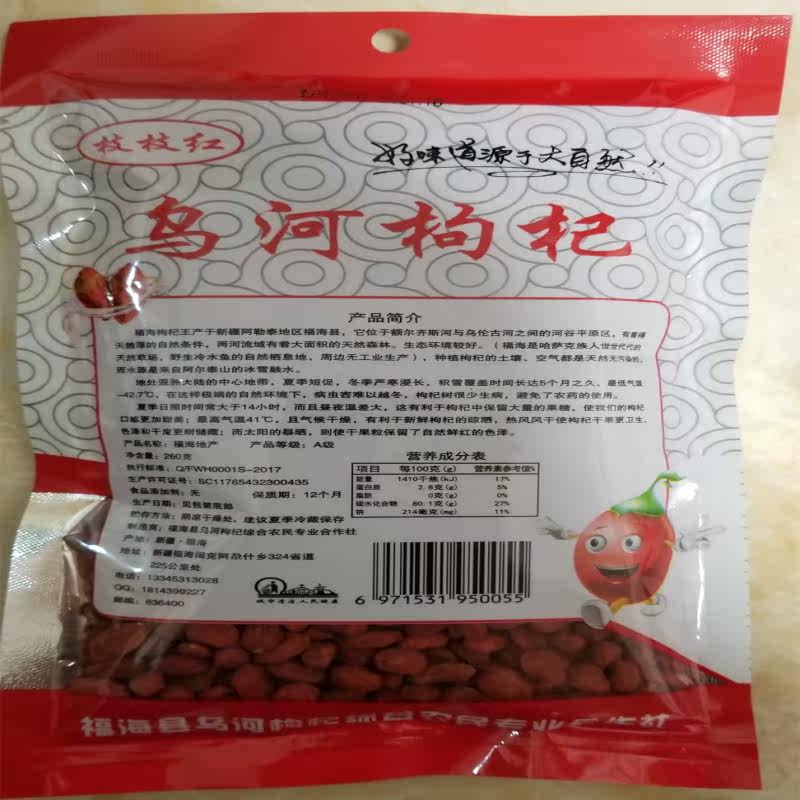 枝枝红
好味道源于大自然!!
乌河枸杞
产品简介
福海枸杞王产于新疆阿勒泰地区福海县，它位于额尔齐斯河与乌伦古河之间的河谷平原区，有着得
天独厚的自然条件，两河流域有着大面积的天然森林。生态环境较好。（福海是哈萨克族人世世代代的
天然牧场，野生冷水鱼的自然栖息地，周边无工业生产），种植枸杞的土壤、空气都是天然无污染的，
而水源是来自阿尔泰山的冰雪融水。
地处亚洲大陆的中心地带，夏季短促，冬季严寒漫长，积雪覆盖时间长达5个月之久，最低气温
-42.7℃，在这样极端的自然环境下，病虫害难以越冬，枸杞树很少生病，避免了农药的使用。
夏季日照时间常大于14小时，而且昼夜温差大，这有利于枸杞中保留大量的果糖，使我们的枸杞
口感更加甜美；最高气温41℃，且气候干燥，有利于新鲜枸杞的晾晒，热风风干使枸杞干果更卫生，
色泽和干度更耐储藏；而太阳的暴晒，则使干果粒保留了自然鲜红的色泽。
产品名称：福海地产 产品等级：A级
净含量：260克
执行标准：Q/FWH0001S-2017
生产许可证号：SC11765432300435
食品添加剂：无 保质期：12个月
生产日期：见包装底部
贮存方法：阴凉干燥处、建议夏季冷藏保存
制造商：福海县乌河枸杞综合农民专业合作社
产地：新疆·福海
地址：新疆福海阔克阿尕什乡324省道
225公里处
电话：13345313028
QQ：1814399227
邮编：836400
营养成分表
项目 每100克(g) 营养素参考值%
能量 1410千焦(kJ) 17%
蛋白质 2.8克(g) 5%
脂肪 0克(g) 0%
碳水化合物 80.1克(g) 27%
钠 214毫克(mg) 11%
城市清洁人民健康
6 971531 950055
福海县乌河枸杞综合农民专业合作社